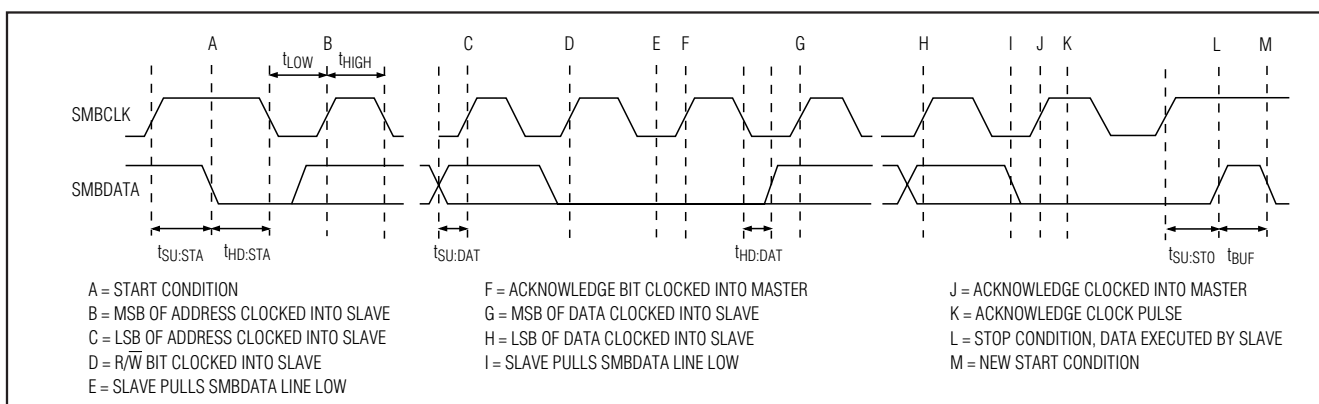 A B C D E F G H I J K L M
tLOW tHIGH
SMBCLK
SMBDATA
tSU:STA tHD:STA tSU:DAT tHD:DAT tSU:STO tBUF
A = START CONDITION
B = MSB OF ADDRESS CLOCKED INTO SLAVE
C = LSB OF ADDRESS CLOCKED INTO SLAVE
D = R/W̅ BIT CLOCKED INTO SLAVE
E = SLAVE PULLS SMBDATA LINE LOW
F = ACKNOWLEDGE BIT CLOCKED INTO MASTER
G = MSB OF DATA CLOCKED INTO SLAVE
H = LSB OF DATA CLOCKED INTO SLAVE
I = SLAVE PULLS SMBDATA LINE LOW
J = ACKNOWLEDGE CLOCKED INTO MASTER
K = ACKNOWLEDGE CLOCK PULSE
L = STOP CONDITION, DATA EXECUTED BY SLAVE
M = NEW START CONDITION